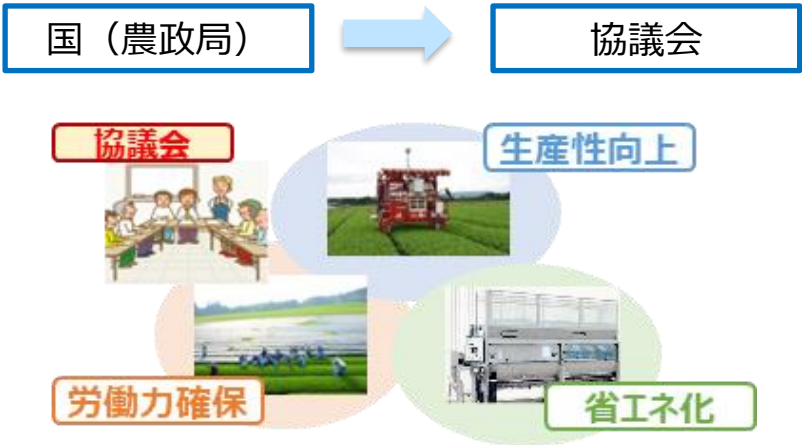 国（農政局）
協議会
協議会
生産性向上
労働力確保
省エネ化